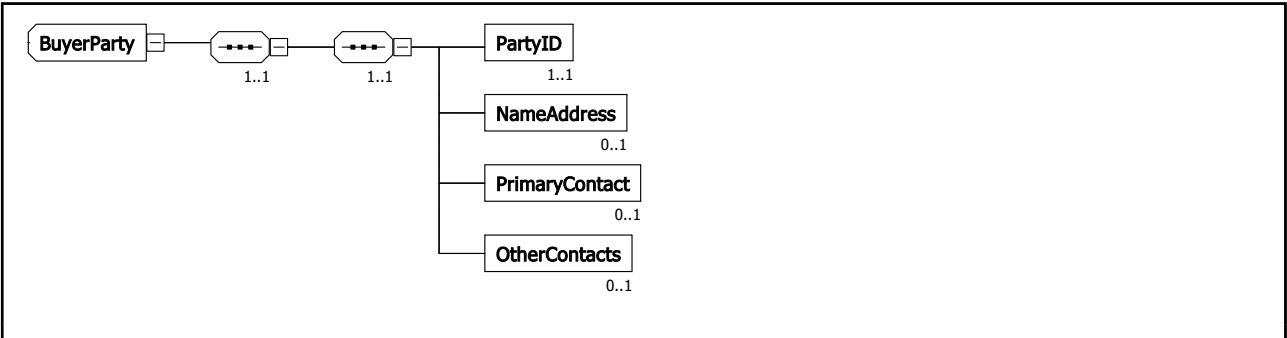 BuyerParty
1..1
1..1
PartyID
1..1
NameAddress
0..1
PrimaryContact
0..1
OtherContacts
0..1